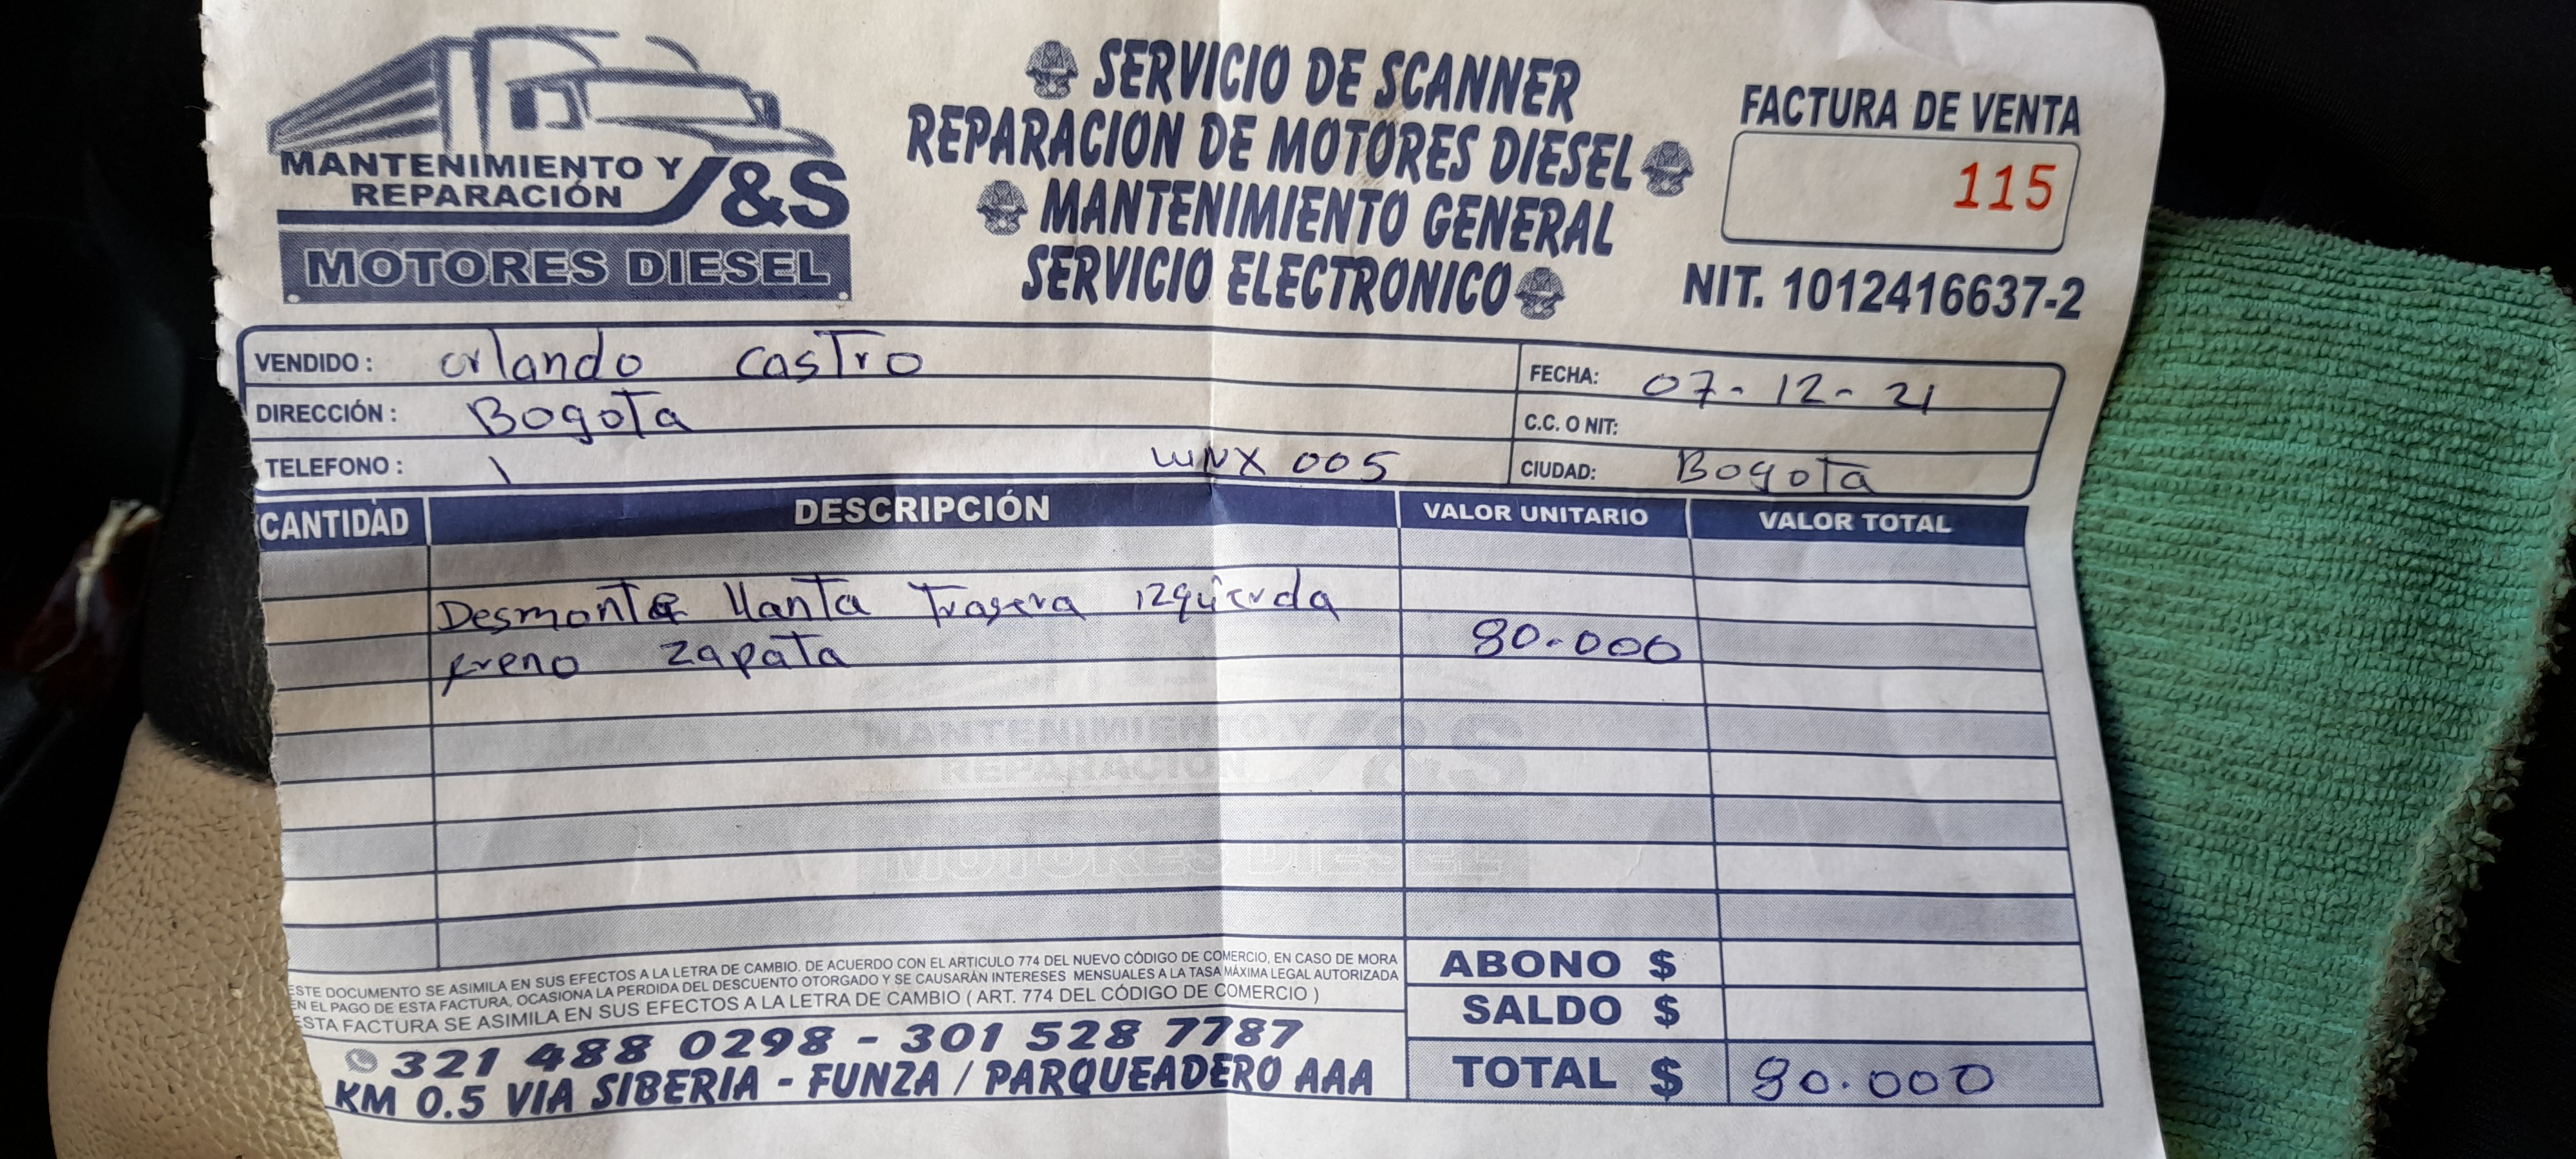 MANTENIMIENTO Y
REPARACIÓN J&S
MOTORES DIESEL
SERVICIO DE SCANNER
REPARACION DE MOTORES DIESEL
MANTENIMIENTO GENERAL
SERVICIO ELECTRONICO
FACTURA DE VENTA
115
NIT. 1012416637-2
VENDIDO: orlando castro
FECHA: 07-12-21
DIRECCIÓN: Bogota
C.C. O NIT:
TELEFONO: WNX 005
CIUDAD: Bogota
CANTIDAD DESCRIPCIÓN VALOR UNITARIO VALOR TOTAL
Desmonte llanta trasera izquierda
freno zapata 80.000
MANTENIMIENTO Y
REPARACIÓN J&S
MOTORES DIESEL
ESTE DOCUMENTO SE ASIMILA EN SUS EFECTOS A LA LETRA DE CAMBIO. DE ACUERDO CON EL ARTICULO 774 DEL NUEVO CÓDIGO DE COMERCIO, EN CASO DE MORA
EN EL PAGO DE ESTA FACTURA, OCASIONA LA PERDIDA DEL DESCUENTO OTORGADO Y SE CAUSARÁN INTERESES MENSUALES A LA TASA MÁXIMA LEGAL AUTORIZADA
ESTA FACTURA SE ASIMILA EN SUS EFECTOS A LA LETRA DE CAMBIO ( ART. 774 DEL CÓDIGO DE COMERCIO )
321 488 0298 - 301 528 7787
KM 0.5 VIA SIBERIA - FUNZA / PARQUEADERO AAA
ABONO $
SALDO $
TOTAL $ 80.000